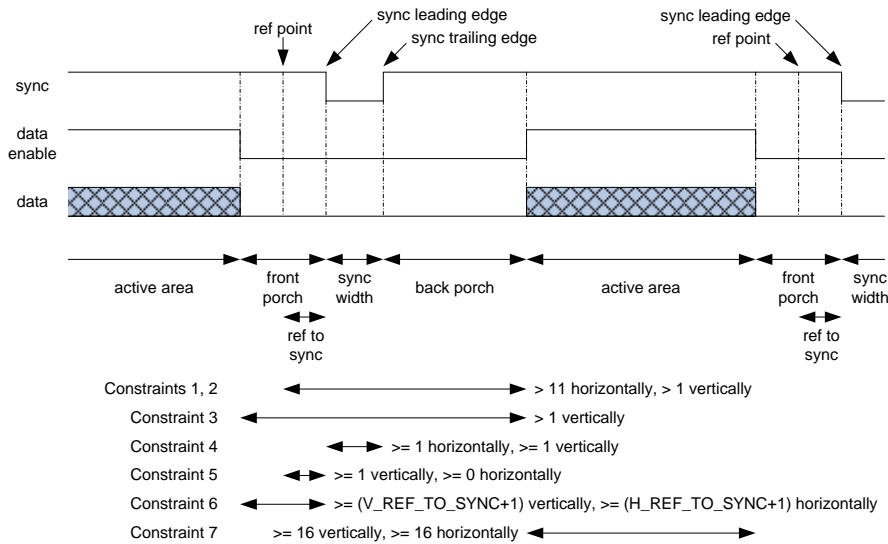 sync leading edge
sync leading edge
ref point
sync trailing edge
ref point
sync
data
enable
data
active area
front
porch
sync
width
back porch
active area
front
porch
sync
width
ref to
sync
ref to
sync
Constraints 1, 2
> 11 horizontally, > 1 vertically
Constraint 3
> 1 vertically
Constraint 4
>= 1 horizontally, >= 1 vertically
Constraint 5
>= 1 vertically, >= 0 horizontally
Constraint 6
>= (V_REF_TO_SYNC+1) vertically, >= (H_REF_TO_SYNC+1) horizontally
Constraint 7
>= 16 vertically, >= 16 horizontally